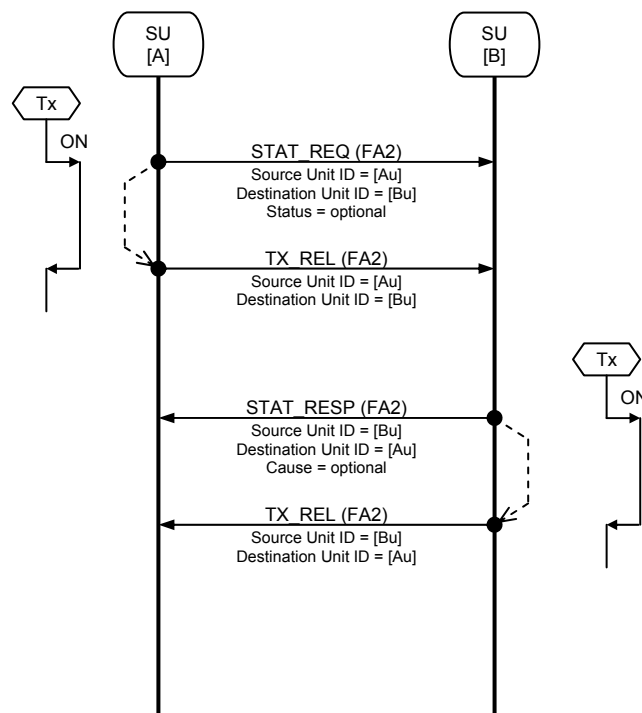 SU
[A]
SU
[B]
Tx
ON
STAT_REQ (FA2)
Source Unit ID = [Au]
Destination Unit ID = [Bu]
Status = optional
TX_REL (FA2)
Source Unit ID = [Au]
Destination Unit ID = [Bu]
Tx
ON
STAT_RESP (FA2)
Source Unit ID = [Bu]
Destination Unit ID = [Au]
Cause = optional
TX_REL (FA2)
Source Unit ID = [Bu]
Destination Unit ID = [Au]